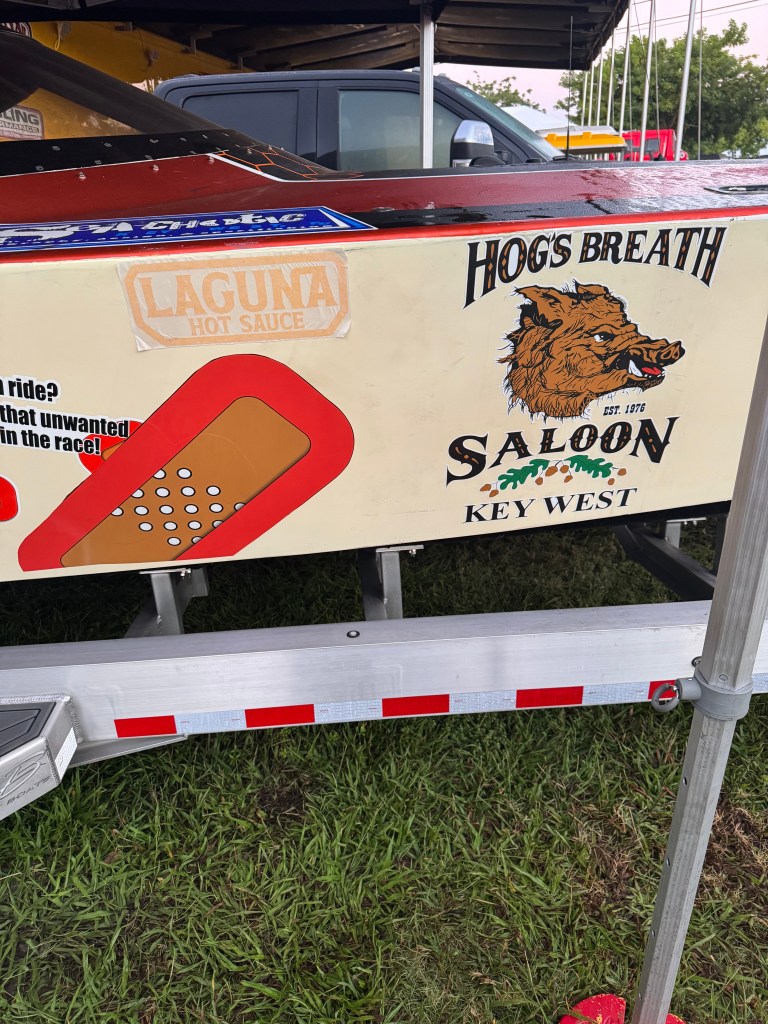 LAGUNA
HOT SAUCE
ride?
that unwanted
in the race!
HOG'S BREATH
EST. 1976
SALOON
KEY WEST